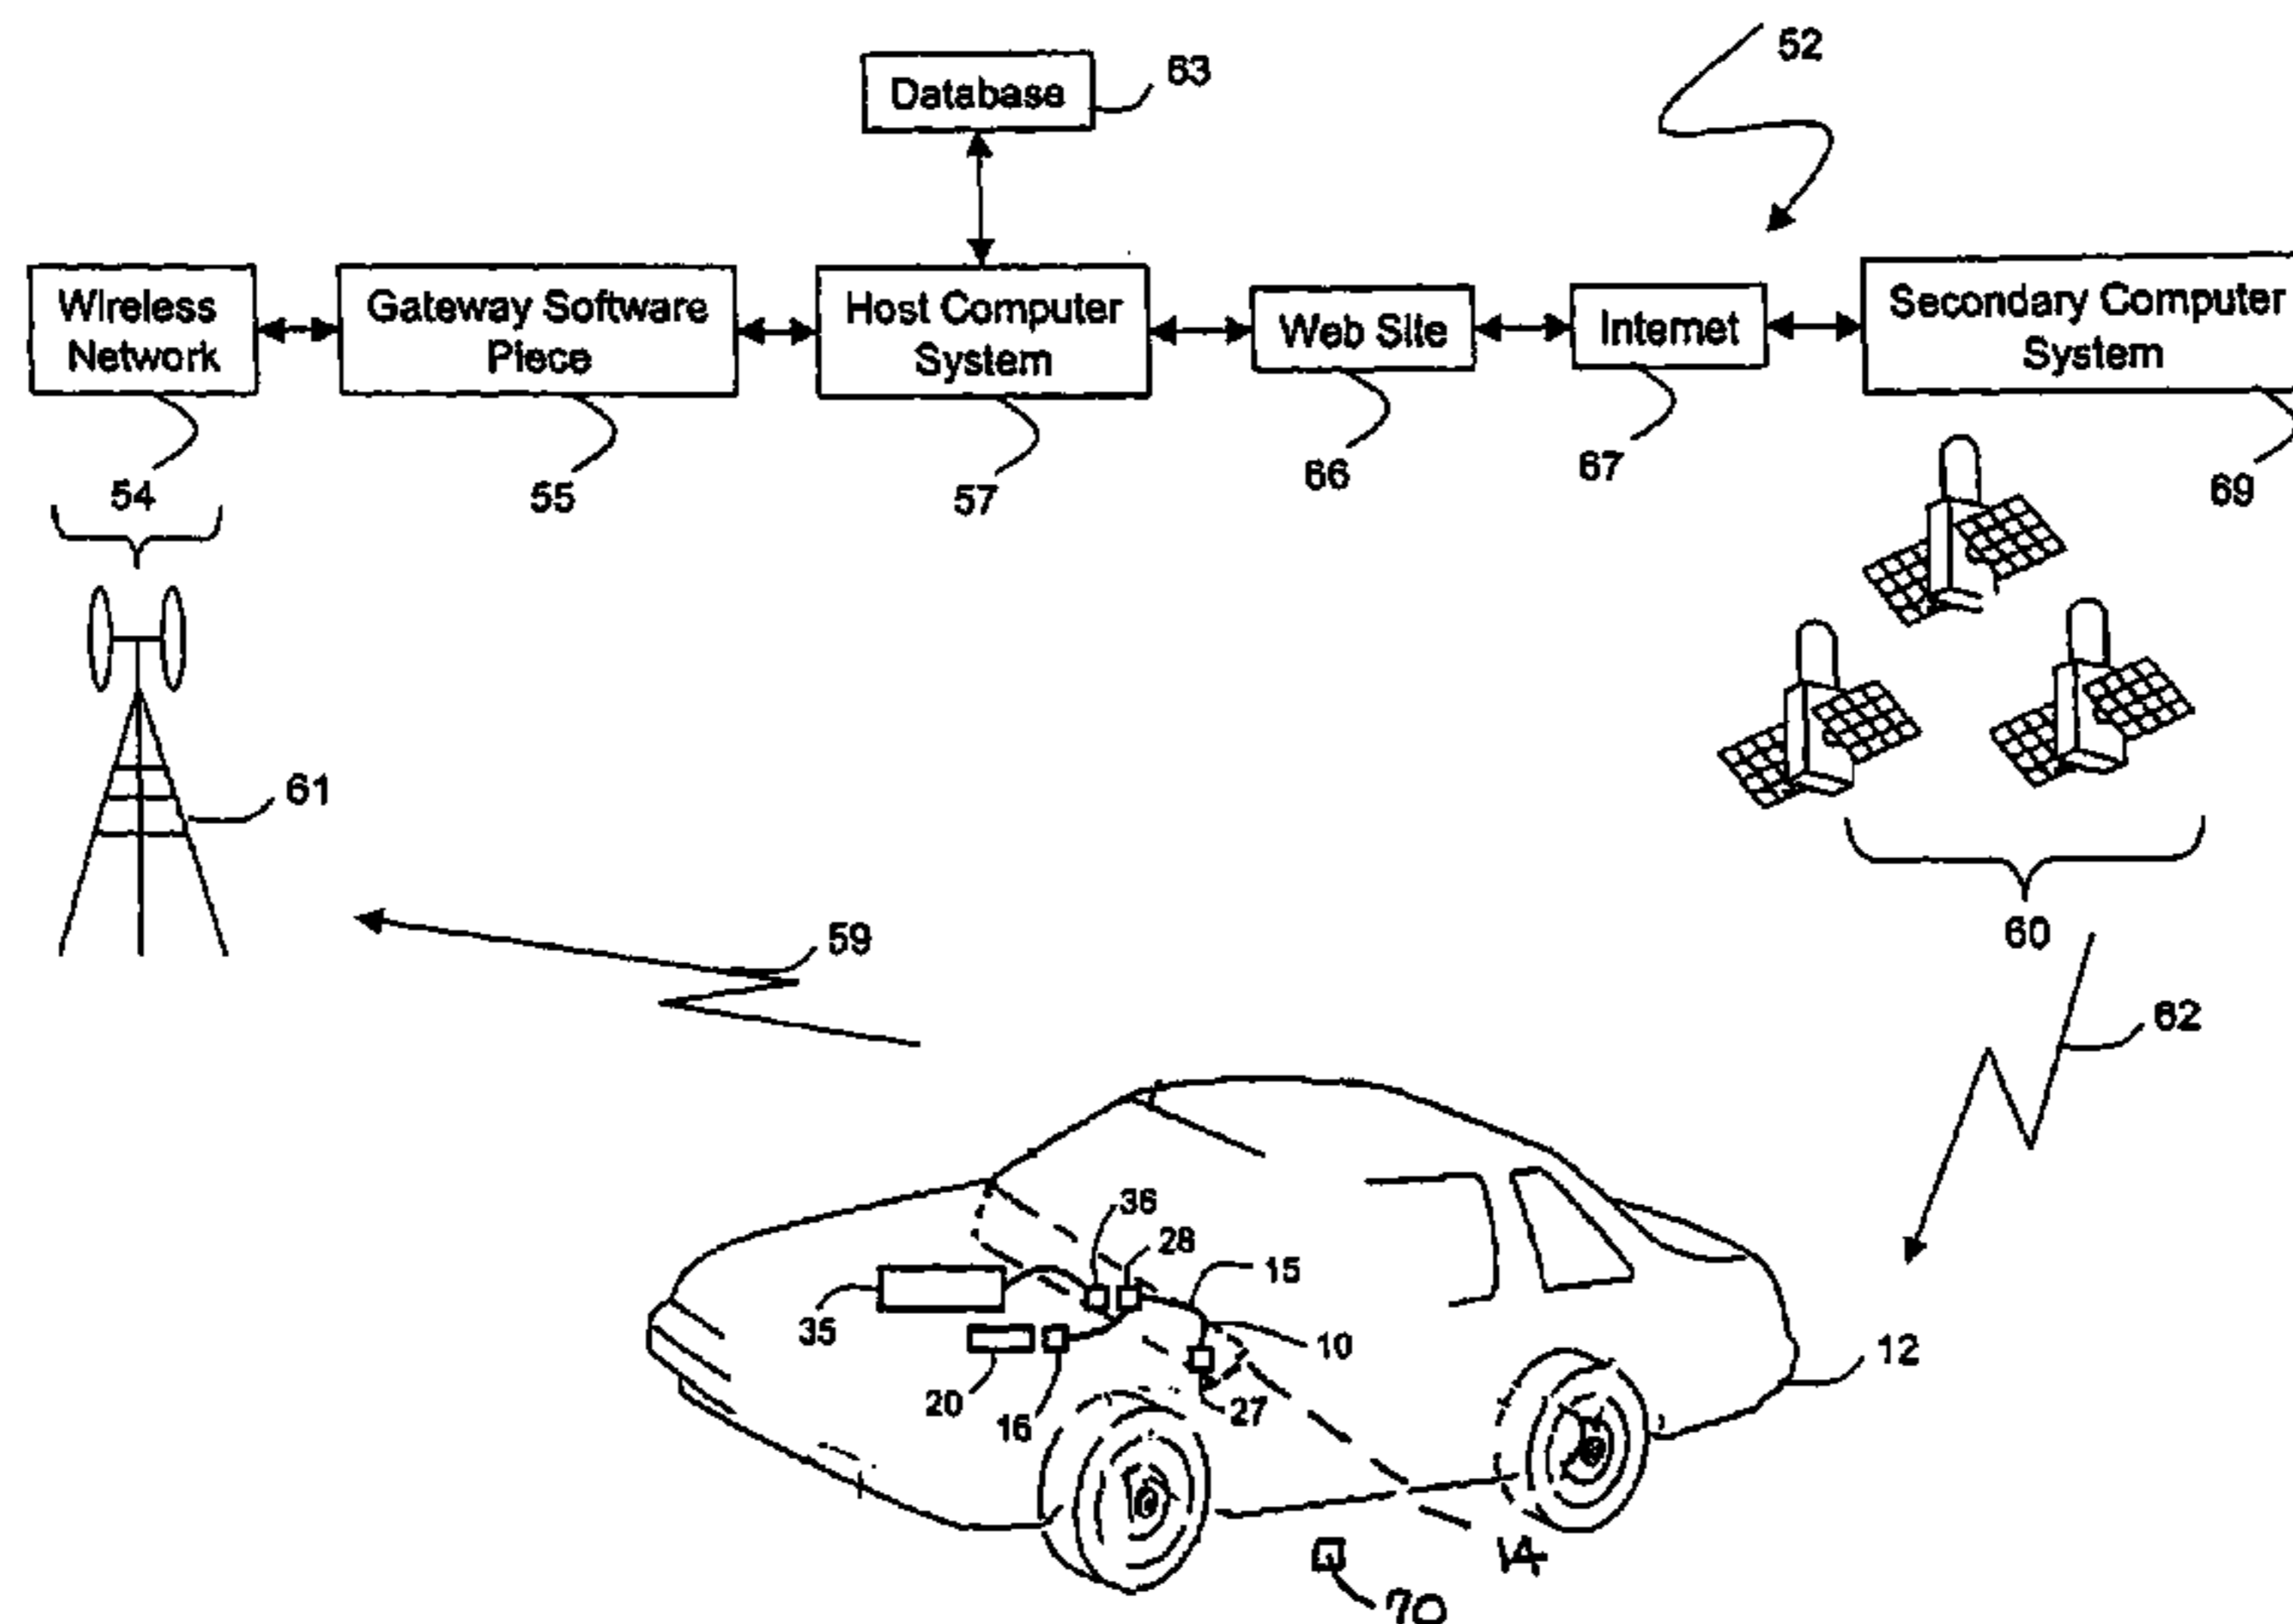 52
Database
63
Wireless
Network
Gateway Software
Piece
Host Computer
System
Web Site
Internet
Secondary Computer
System
54
55
57
66
67
69
61
59
60
62
36
28
15
35
10
12
20
16
27
14
70